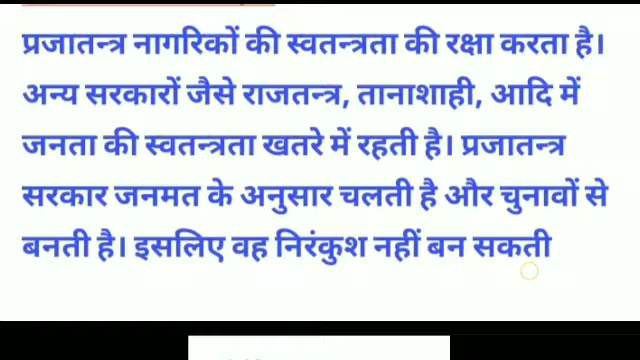 प्रजातन्त्र नागरिकों की स्वतन्त्रता की रक्षा करता है।
अन्य सरकारों जैसे राजतन्त्र, तानाशाही, आदि में
जनता की स्वतन्त्रता खतरे में रहती है। प्रजातन्त्र
सरकार जनमत के अनुसार चलती है और चुनावों से
बनती है। इसलिए वह निरंकुश नहीं बन सकती